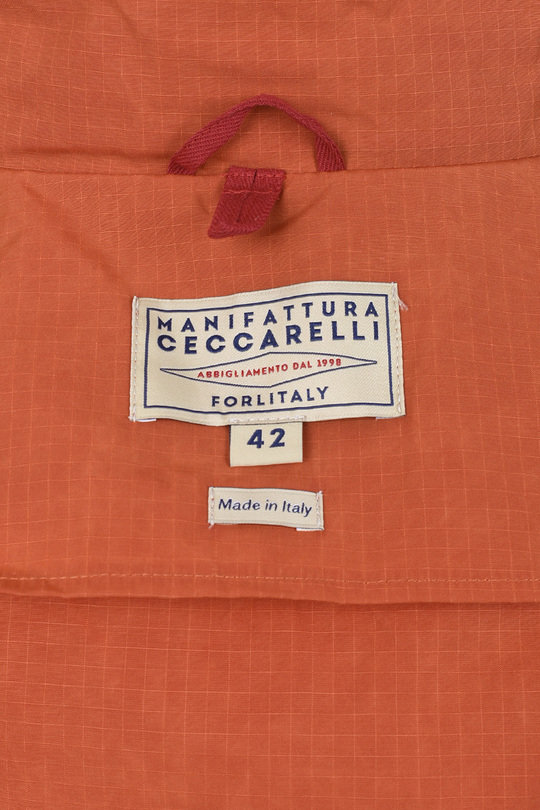 MANIFATTURA
CECCARELLI
ABBIGLIAMENTO DAL 1998
FORLITALY
42
Made in Italy